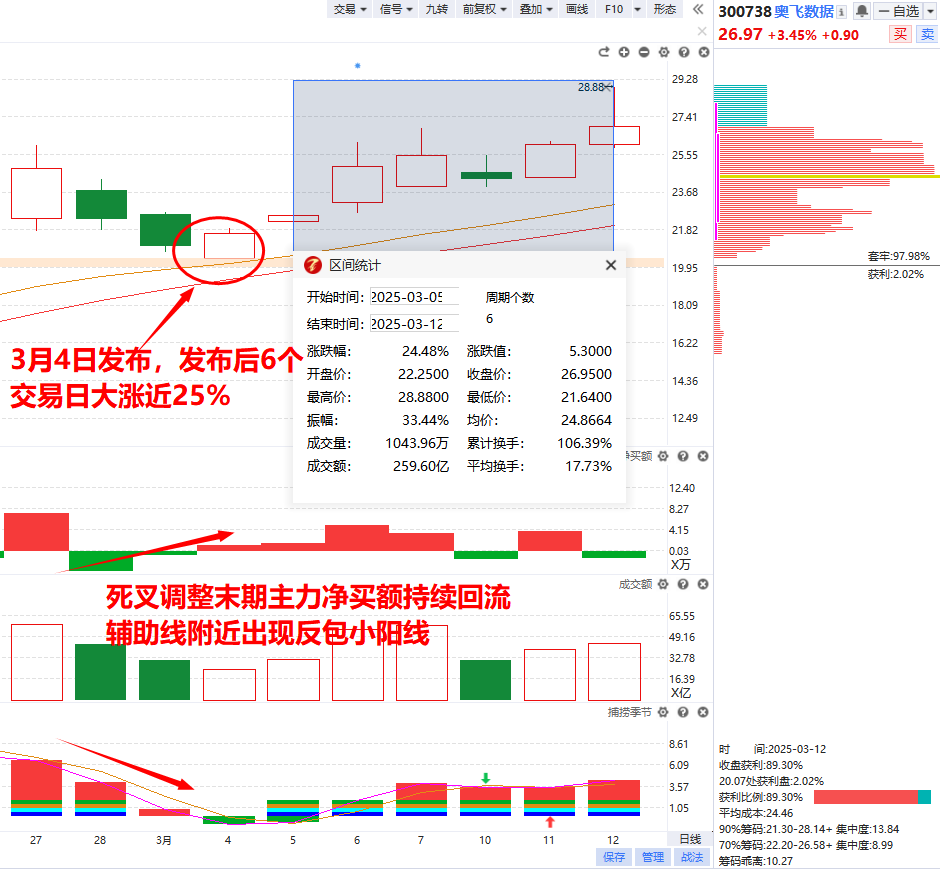 交易 信号 九转 前复权 叠加 画线 F10 形态
300738 奥飞数据
自选
26.97 +3.45% +0.90
买 卖
28.88
29.28
27.41
25.55
23.68
21.82
19.95
18.09
16.22
14.36
12.49
套牢:97.98%
获利:2.02%
区间统计
开始时间: 2025-03-05 周期个数
结束时间: 2025-03-12 6
涨跌幅: 24.48% 涨跌值: 5.3000
开盘价: 22.2500 收盘价: 26.9500
最高价: 28.8800 最低价: 21.6400
振幅: 33.44% 均价: 24.8664
成交量: 1043.96万 累计换手: 106.39%
成交额: 259.60亿 平均换手: 17.73%
3月4日发布，发布后6个
交易日大涨近25%
净买额
12.40
8.27
4.15
0.03
X万
死叉调整末期主力净买额持续回流
辅助线附近出现反包小阳线
成交额
65.55
49.16
32.78
16.39
X亿
捕捞季节
8.61
6.09
3.57
1.05
27 28 3月 4 5 6 7 10 11 12 日线
保存 管理 战法
时 间:2025-03-12
收盘获利:89.30%
20.07处获利盘:2.02%
获利比例:89.30%
平均成本:24.46
90%筹码:21.30-28.14+ 集中度:13.84
70%筹码:22.20-26.58+ 集中度:8.99
筹码乖离:10.27